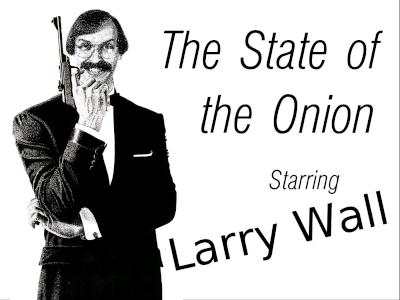 The State of
the Onion
Starring
Larry Wall